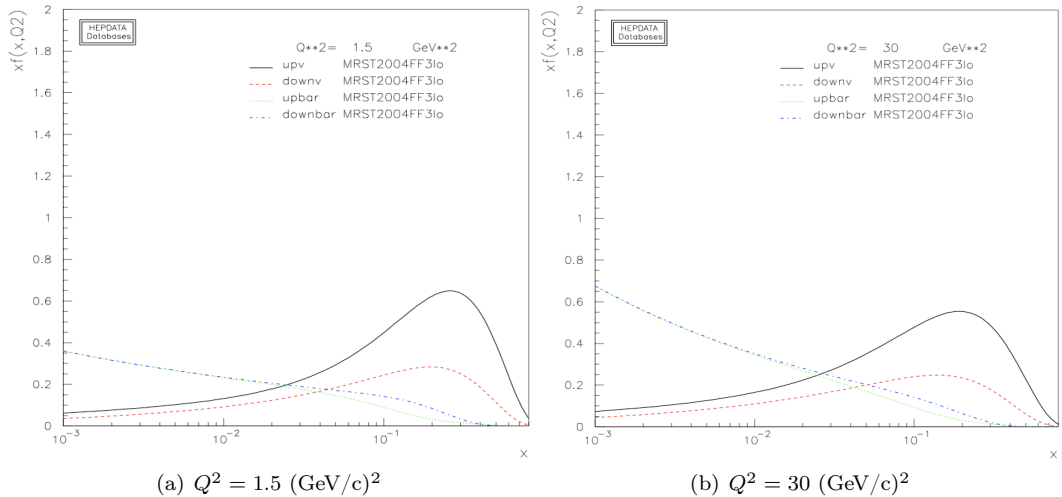 xf(x,Q2)
HEPDATA
Databases
Q**2= 1.5 GeV**2
upv MRST2004FF3lo
downv MRST2004FF3lo
upbar MRST2004FF3lo
downbar MRST2004FF3lo
2
1.8
1.6
1.4
1.2
1
0.8
0.6
0.4
0.2
0
10⁻³
10⁻²
10⁻¹
x
(a) Q² = 1.5 (GeV/c)²
xf(x,Q2)
HEPDATA
Databases
Q**2= 30 GeV**2
upv MRST2004FF3lo
downv MRST2004FF3lo
upbar MRST2004FF3lo
downbar MRST2004FF3lo
2
1.8
1.6
1.4
1.2
1
0.8
0.6
0.4
0.2
0
10⁻³
10⁻²
10⁻¹
x
(b) Q² = 30 (GeV/c)²